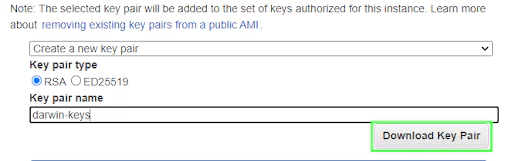 Note: The selected key pair will be added to the set of keys authorized for this instance. Learn more
about removing existing key pairs from a public AMI.
Create a new key pair
Key pair type
RSA ED25519
Key pair name
darwin-keys
Download Key Pair